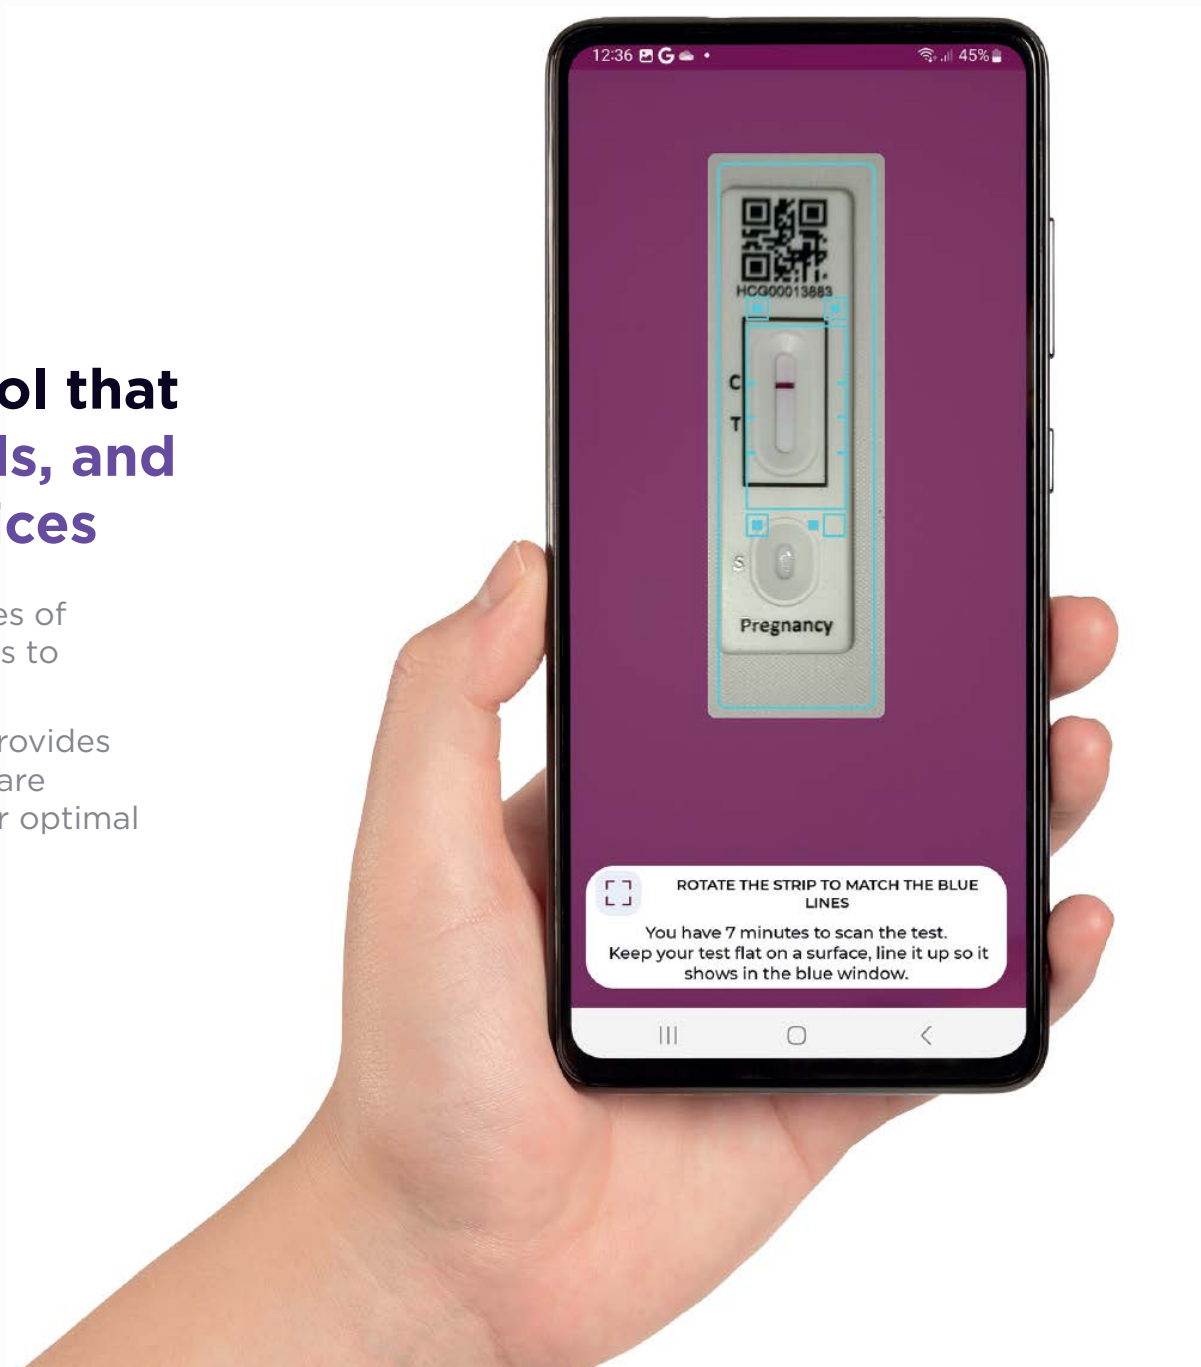 ol that
ls, and
ices
es of
s to
rovides
are
r optimal
12:36
45%
HCG00013883
C
T
S
Pregnancy
ROTATE THE STRIP TO MATCH THE BLUE
LINES
You have 7 minutes to scan the test.
Keep your test flat on a surface, line it up so it
shows in the blue window.